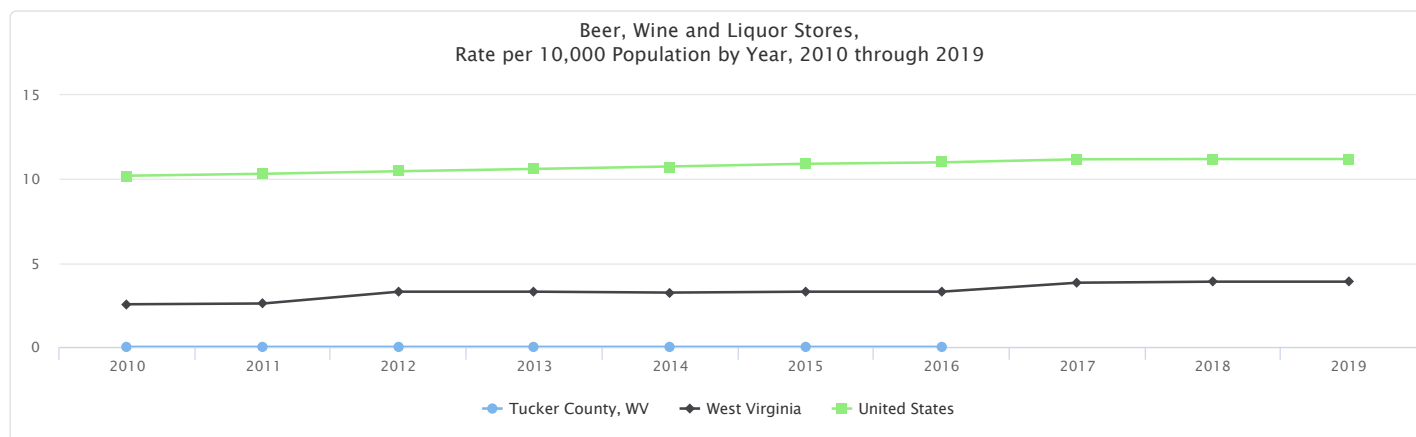 Beer, Wine and Liquor Stores,
Rate per 10,000 Population by Year, 2010 through 2019
15
10
5
0
2010 2011 2012 2013 2014 2015 2016 2017 2018 2019
Tucker County, WV West Virginia United States